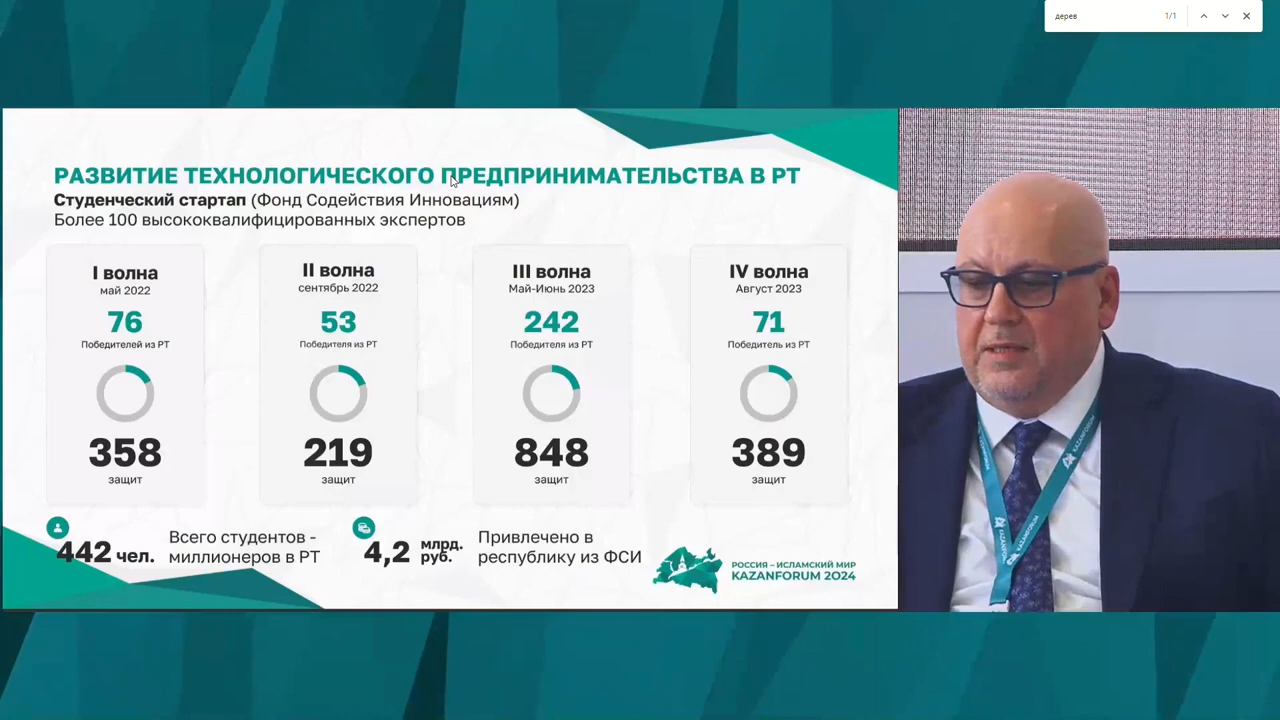 дерев
1/1
РАЗВИТИЕ ТЕХНОЛОГИЧЕСКОГО ПРЕДПРИНИМАТЕЛЬСТВА В РТ
Студенческий стартап (Фонд Содействия Инновациям)
Более 100 высококвалифицированных экспертов
I волна
май 2022
76
Победителей из РТ
358
защит
II волна
сентябрь 2022
53
Победителя из РТ
219
защит
III волна
Май-Июнь 2023
242
Победителя из РТ
848
защит
IV волна
Август 2023
71
Победитель из РТ
389
защит
442 чел.
Всего студентов -
миллионеров в РТ
4,2 млрд.
руб.
Привлечено в
республику из ФСИ
РОССИЯ – ИСЛАМСКИЙ МИР
KAZANFORUM 2024
KAZANFORUM
KAZANFORUM